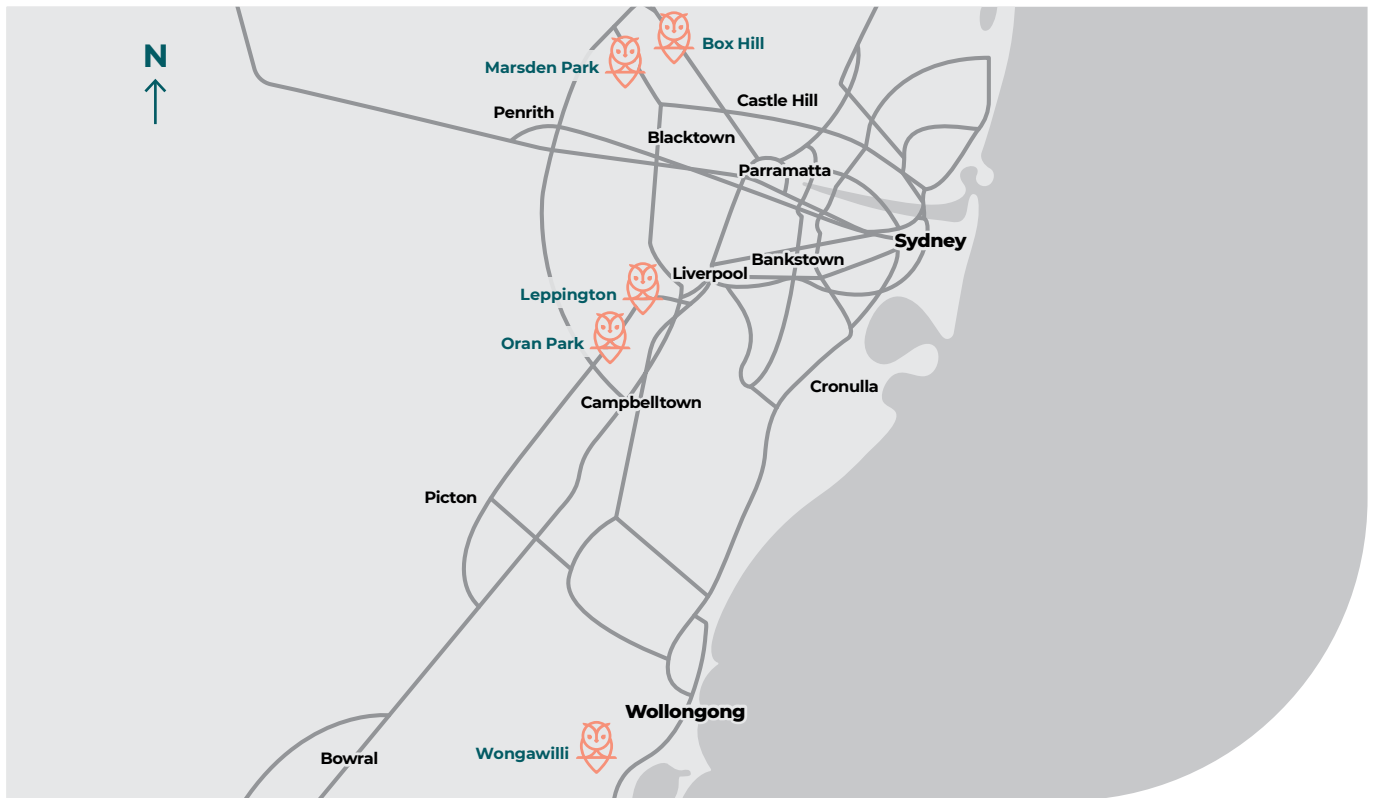 N
Box Hill
Marsden Park
Castle Hill
Penrith
Blacktown
Parramatta
Sydney
Bankstown
Liverpool
Leppington
Oran Park
Cronulla
Campbelltown
Picton
Wollongong
Wongawilli
Bowral